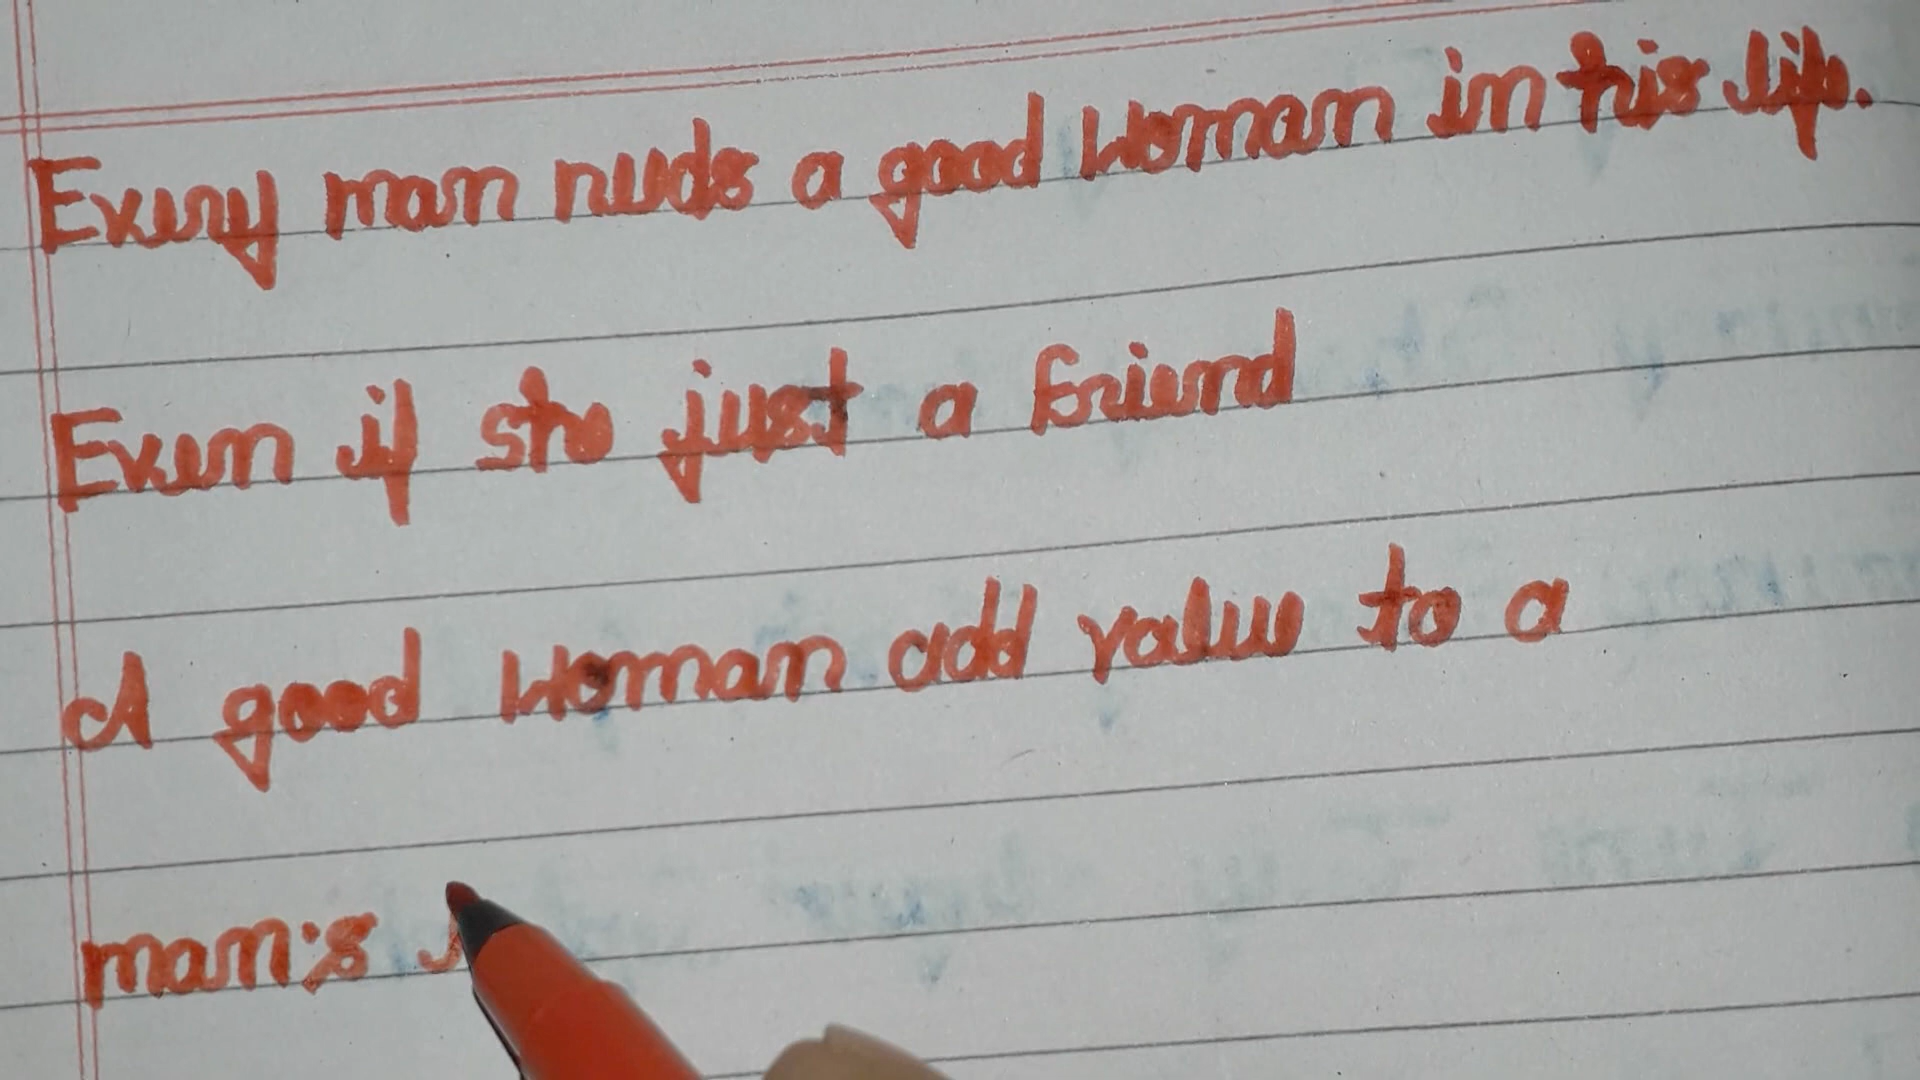 Every man needs a good Woman in his life.
Even if she just a friend
A good Woman add value to a
man's